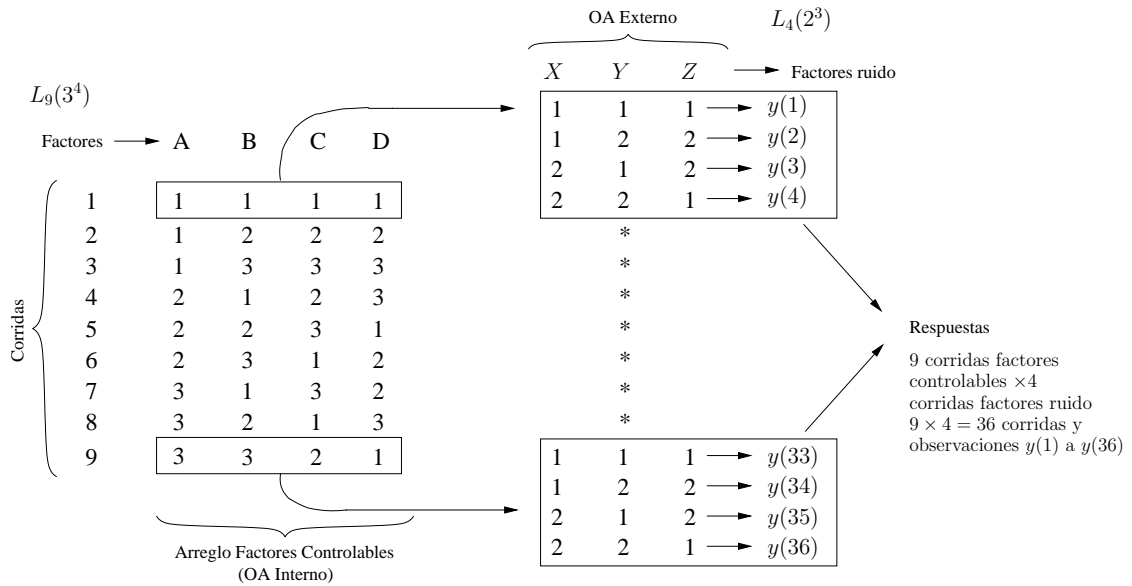 OA Externo
L₄(2³)
X Y Z Factores ruido
L₉(3⁴)
Factores A B C D
1 1 1 y(1)
1 2 2 y(2)
2 1 2 y(3)
2 2 1 y(4)
*
*
*
*
*
*
*
Corridas
1 1 1 1 1
2 1 2 2 2
3 1 3 3 3
4 2 1 2 3
5 2 2 3 1
6 2 3 1 2
7 3 1 3 2
8 3 2 1 3
9 3 3 2 1
Arreglo Factores Controlables
(OA Interno)
1 1 1 y(33)
1 2 2 y(34)
2 1 2 y(35)
2 2 1 y(36)
Respuestas
9 corridas factores
controlables ×4
corridas factores ruido
9 × 4 = 36 corridas y
observaciones y(1) a y(36)